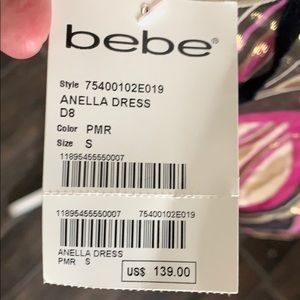 bebe®
Style 75400102E019
ANELLA DRESS
D8
Color PMR
Size S
11895455550007
11895455550007 75400102E019
ANELLA DRESS
PMR S
US$ 139.00